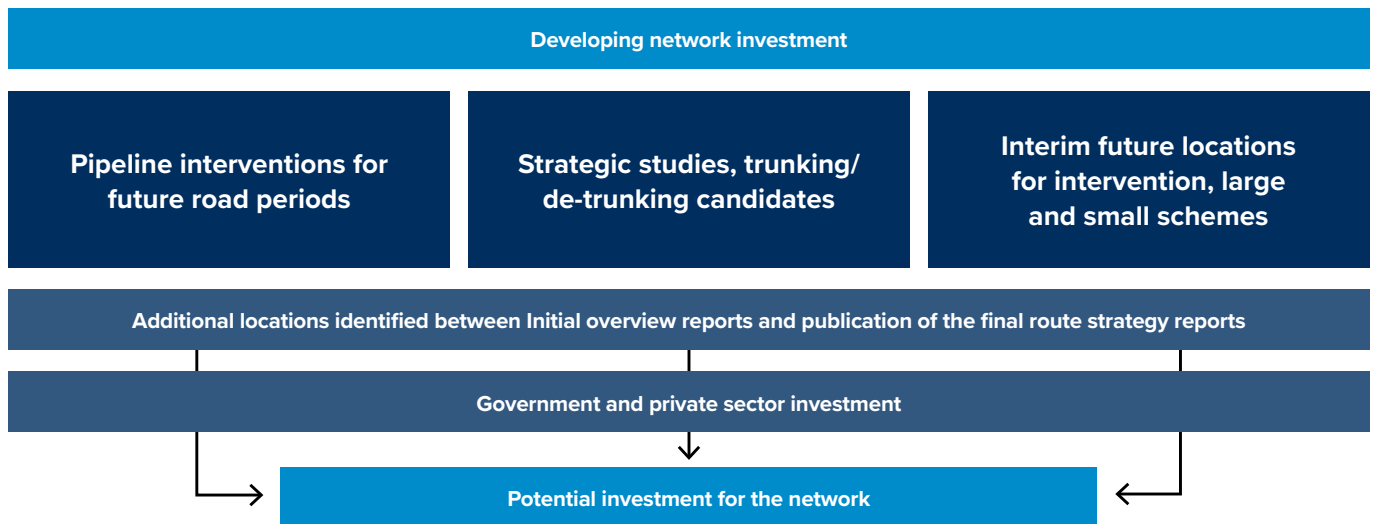 Developing network investment
Pipeline interventions for
future road periods
Strategic studies, trunking/
de-trunking candidates
Interim future locations
for intervention, large
and small schemes
Additional locations identified between Initial overview reports and publication of the final route strategy reports
Government and private sector investment
Potential investment for the network